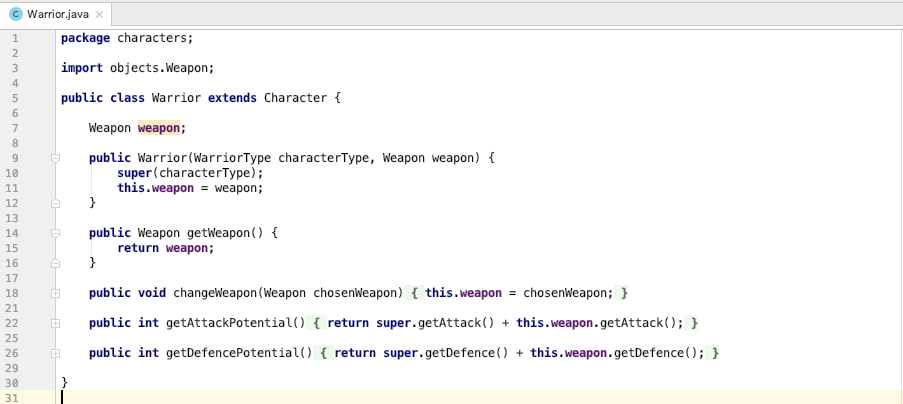 Warrior.java
1 package characters;
2
3 import objects.Weapon;
4
5 public class Warrior extends Character {
6
7 Weapon weapon;
8
9 public Warrior(WarriorType characterType, Weapon weapon) {
10 super(characterType);
11 this.weapon = weapon;
12 }
13
14 public Weapon getWeapon() {
15 return weapon;
16 }
17
18 public void changeWeapon(Weapon chosenWeapon) { this.weapon = chosenWeapon; }
21
22 public int getAttackPotential() { return super.getAttack() + this.weapon.getAttack(); }
25
26 public int getDefencePotential() { return super.getDefence() + this.weapon.getDefence(); }
29
30 }
31